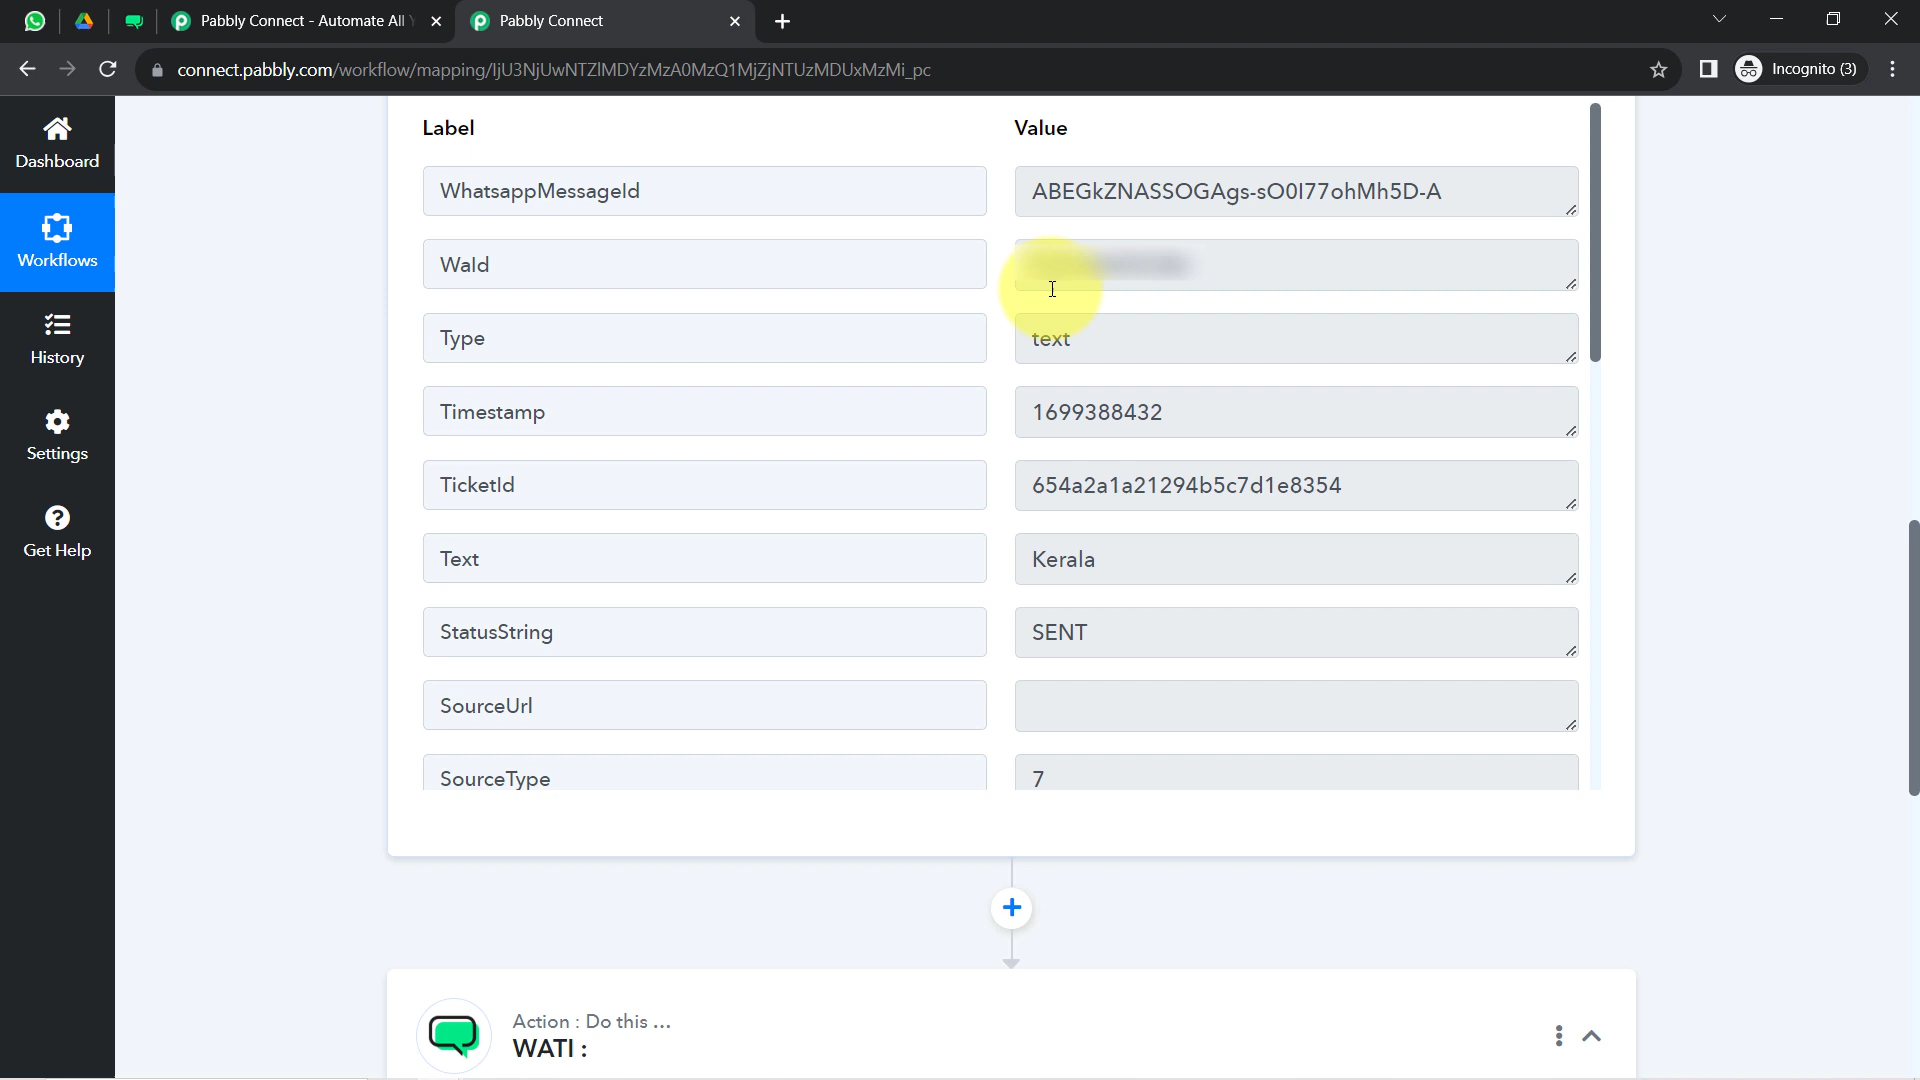 Pabbly Connect - Automate All
Pabbly Connect
connect.pabbly.com/workflow/mapping/IjU3NjUwNTZlMDYzMzA0MzQ1MjZjNTUzMDUxMzMi_pc
Incognito (3)
Dashboard
Workflows
History
Settings
Get Help
Label
Value
WhatsappMessageId
ABEGkZNASSOGAgs-sO0I77ohMh5D-A
WaId
Type
text
Timestamp
1699388432
TicketId
654a2a1a21294b5c7d1e8354
Text
Kerala
StatusString
SENT
SourceUrl
SourceType
7
Action : Do this ...
WATI :